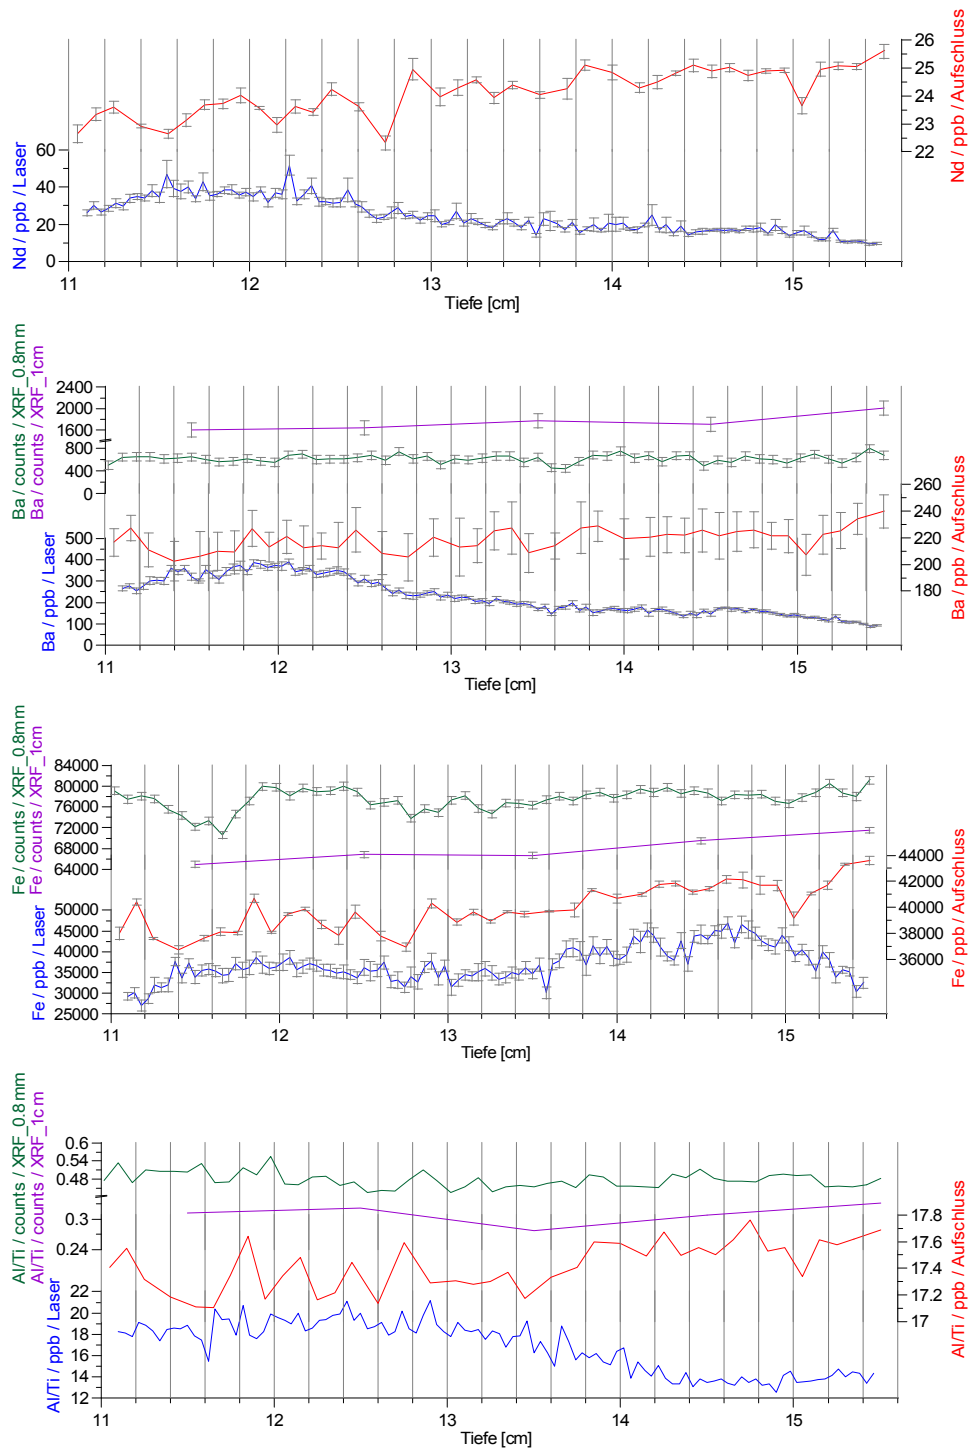 Nd / ppb / Laser
60
40
20
0
26
25
24
23
22
Nd / ppb / Aufschluss
11 12 13 14 15
Tiefe [cm]
Ba / counts / XRF_0.8mm
Ba / counts / XRF_1cm
2400
2000
1600
800
400
0
Ba / ppb / Laser
500
400
300
200
100
0
260
240
220
200
180
Ba / ppb / Aufschluss
11 12 13 14 15
Tiefe [cm]
Fe / counts / XRF_0.8mm
Fe / counts / XRF_1cm
84000
80000
76000
72000
68000
64000
Fe / ppb / Laser
50000
45000
40000
35000
30000
25000
44000
42000
40000
38000
36000
Fe / ppb / Aufschluss
11 12 13 14 15
Tiefe [cm]
Al/Ti / counts / XRF_0.8mm
Al/Ti / counts / XRF_1cm
0.6
0.54
0.48
0.3
0.24
Al/Ti / ppb / Laser
22
20
18
16
14
12
17.8
17.6
17.4
17.2
17
Al/Ti / ppb / Aufschluss
11 12 13 14 15
Tiefe [cm]